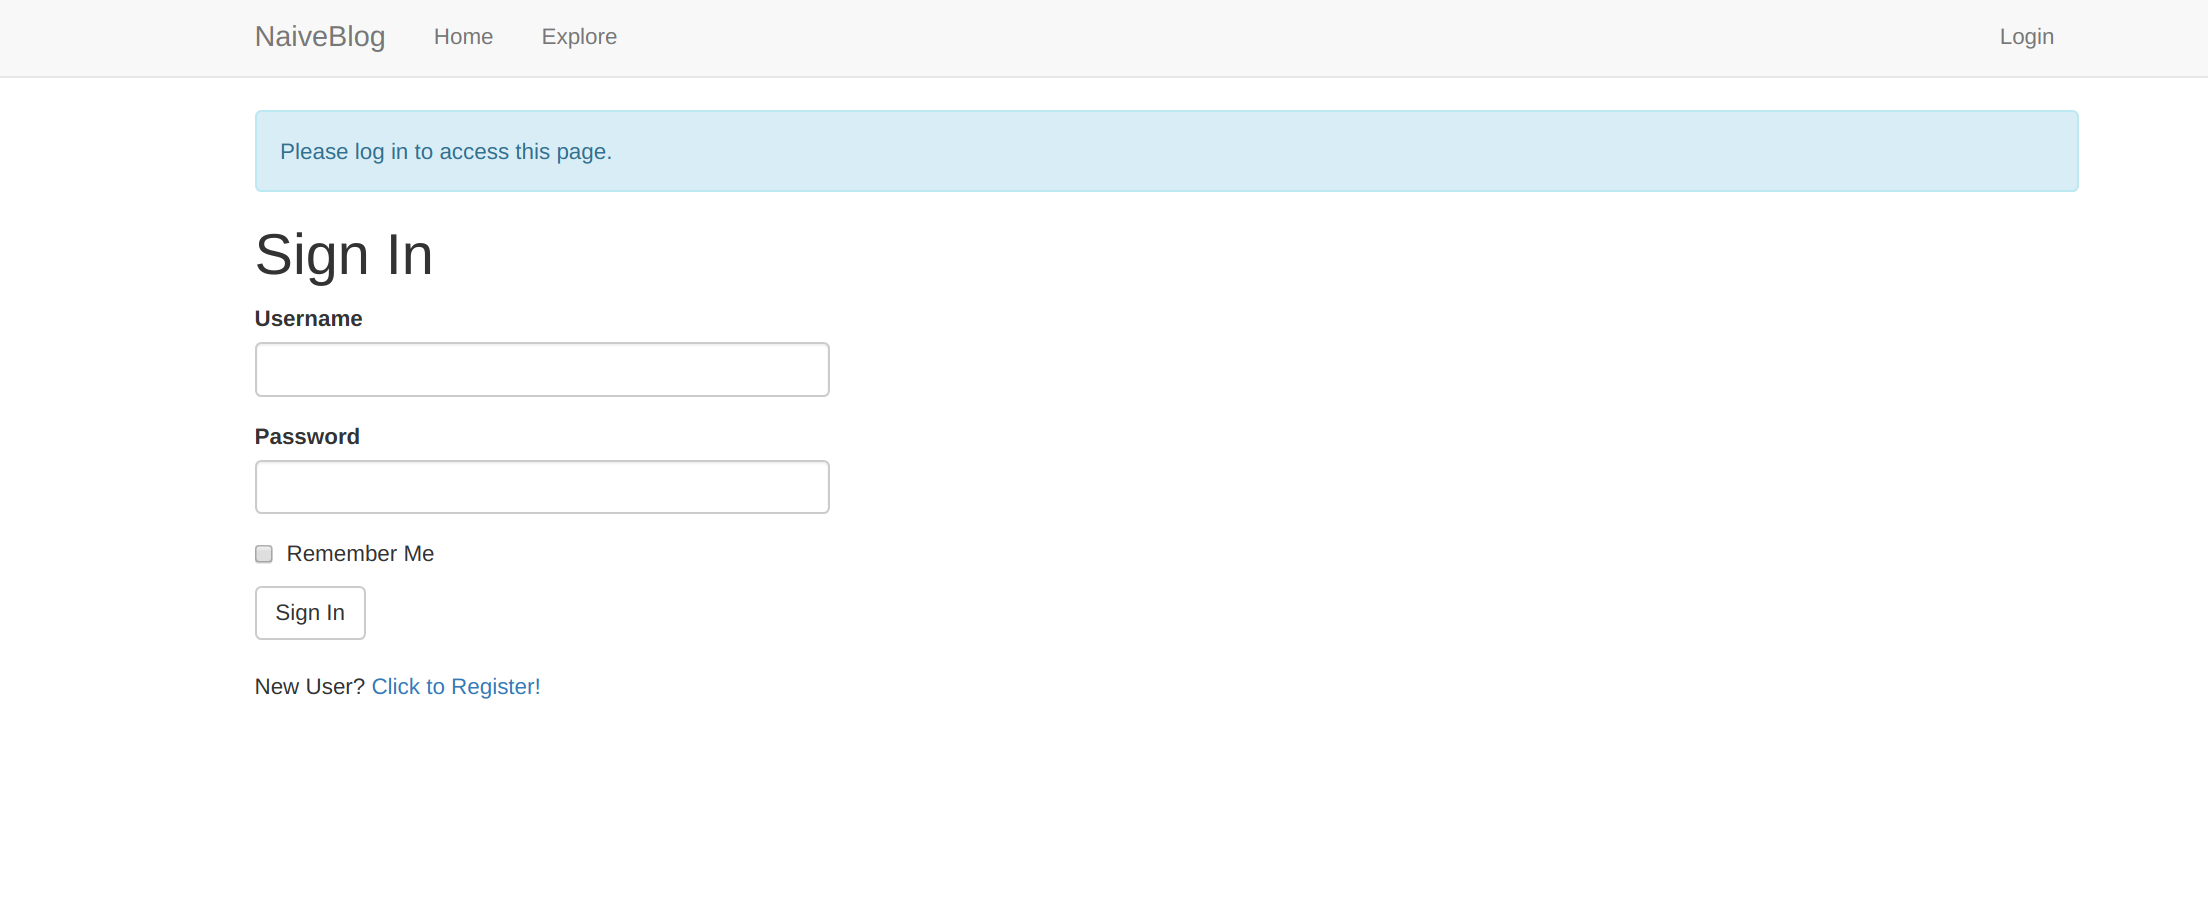 NaiveBlog Home Explore Login
Please log in to access this page.
Sign In
Username
Password
Remember Me
Sign In
New User? Click to Register!